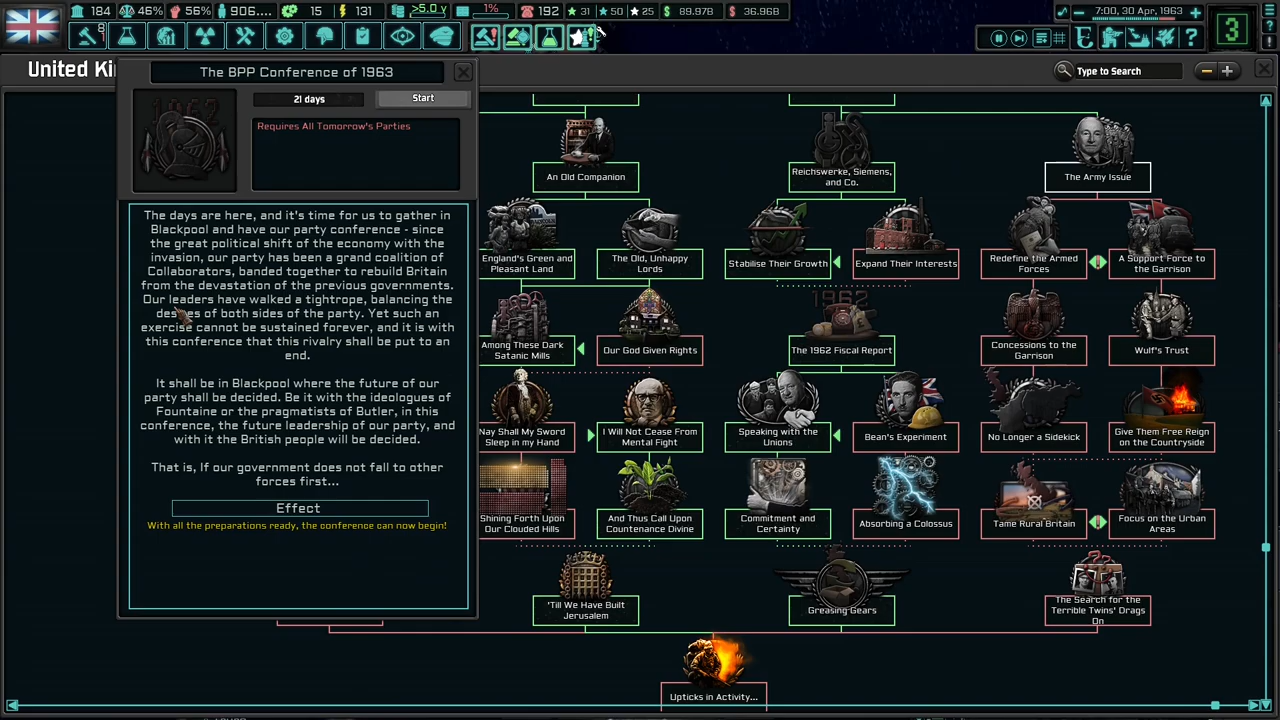 184 46% 56% 906.... 15 131 >5.0 y 1% 192 31 50 25 $ 89.97B $ 36.96B 7:00, 30 Apr, 1963
8
3
United Ki
Type to Search
The BPP Conference of 1963
21 days
Start
Requires All Tomorrow's Parties
The days are here, and it's time for us to gather in
Blackpool and have our party conference - since
the great political shift of the economy with the
invasion, our party has been a grand coalition of
Collaborators, banded together to rebuild Britain
from the devastation of the previous governments.
Our leaders have walked a tightrope, balancing the
desires of both sides of the party. Yet such an
exercise cannot be sustained forever, and it is with
this conference that this rivalry shall be put to an
end.
It shall be in Blackpool where the future of our
party shall be decided. Be it with the ideologues of
Fountaine or the pragmatists of Butler, in this
conference, the future leadership of our party, and
with it the British people will be decided.
That is, If our government does not fall to other
forces first...
Effect
With all the preparations ready, the conference can now begin!
An Old Companion
Reichswerke, Siemens,
and Co.
The Army Issue
England's Green and
Pleasant Land
The Old, Unhappy
Lords
Stabilise Their Growth
Expand Their Interests
Redefine the Armed
Forces
A Support Force to
the Garrison
1962
Among These Dark
Satanic Mills
Our God Given Rights
The 1962 Fiscal Report
Concessions to the
Garrison
Wulf's Trust
Nay Shall My Sword
Sleep in my Hand
I Will Not Cease From
Mental Fight
Speaking with the
Unions
Bean's Experiment
No Longer a Sidekick
Give Them Free Reign
on the Countryside
Shining Forth Upon
Our Clouded Hills
And Thus Call Upon
Countenance Divine
Commitment and
Certainty
Absorbing a Colossus
Tame Rural Britain
Focus on the Urban
Areas
'Till We Have Built
Jerusalem
Greasing Gears
The Search for the
Terrible Twins' Drags
On
Upticks in Activity...